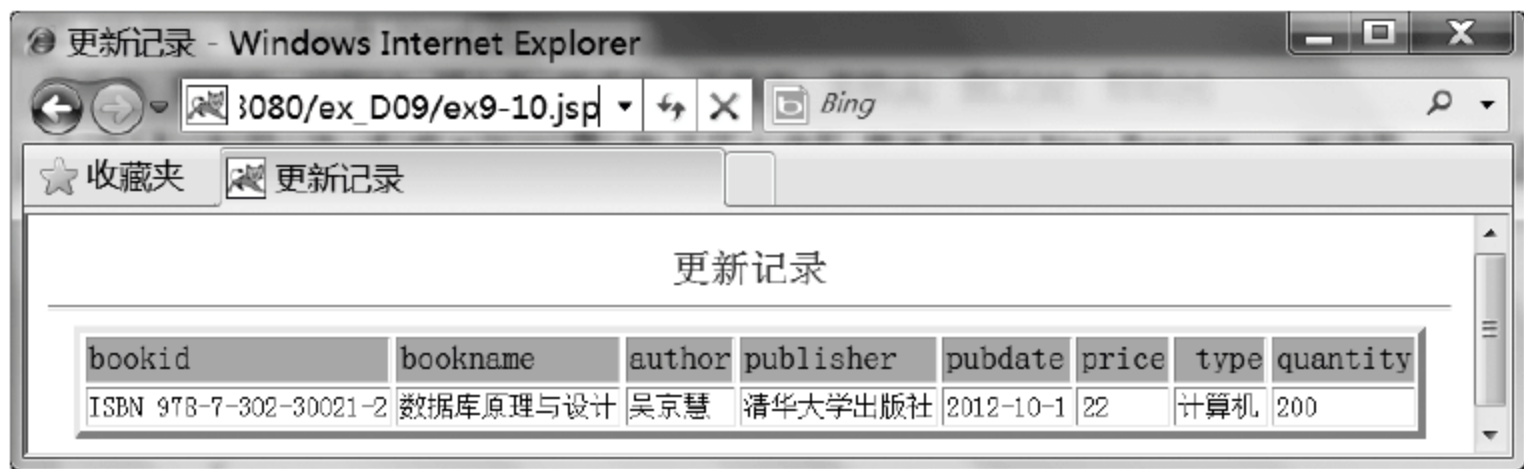 更新记录 - Windows Internet Explorer
3080/ex_D09/ex9-10.jsp
Bing
收藏夹
更新记录
更新记录
bookid bookname author publisher pubdate price type quantity
ISBN 978-7-302-30021-2 数据库原理与设计 吴京慧 清华大学出版社 2012-10-1 22 计算机 200